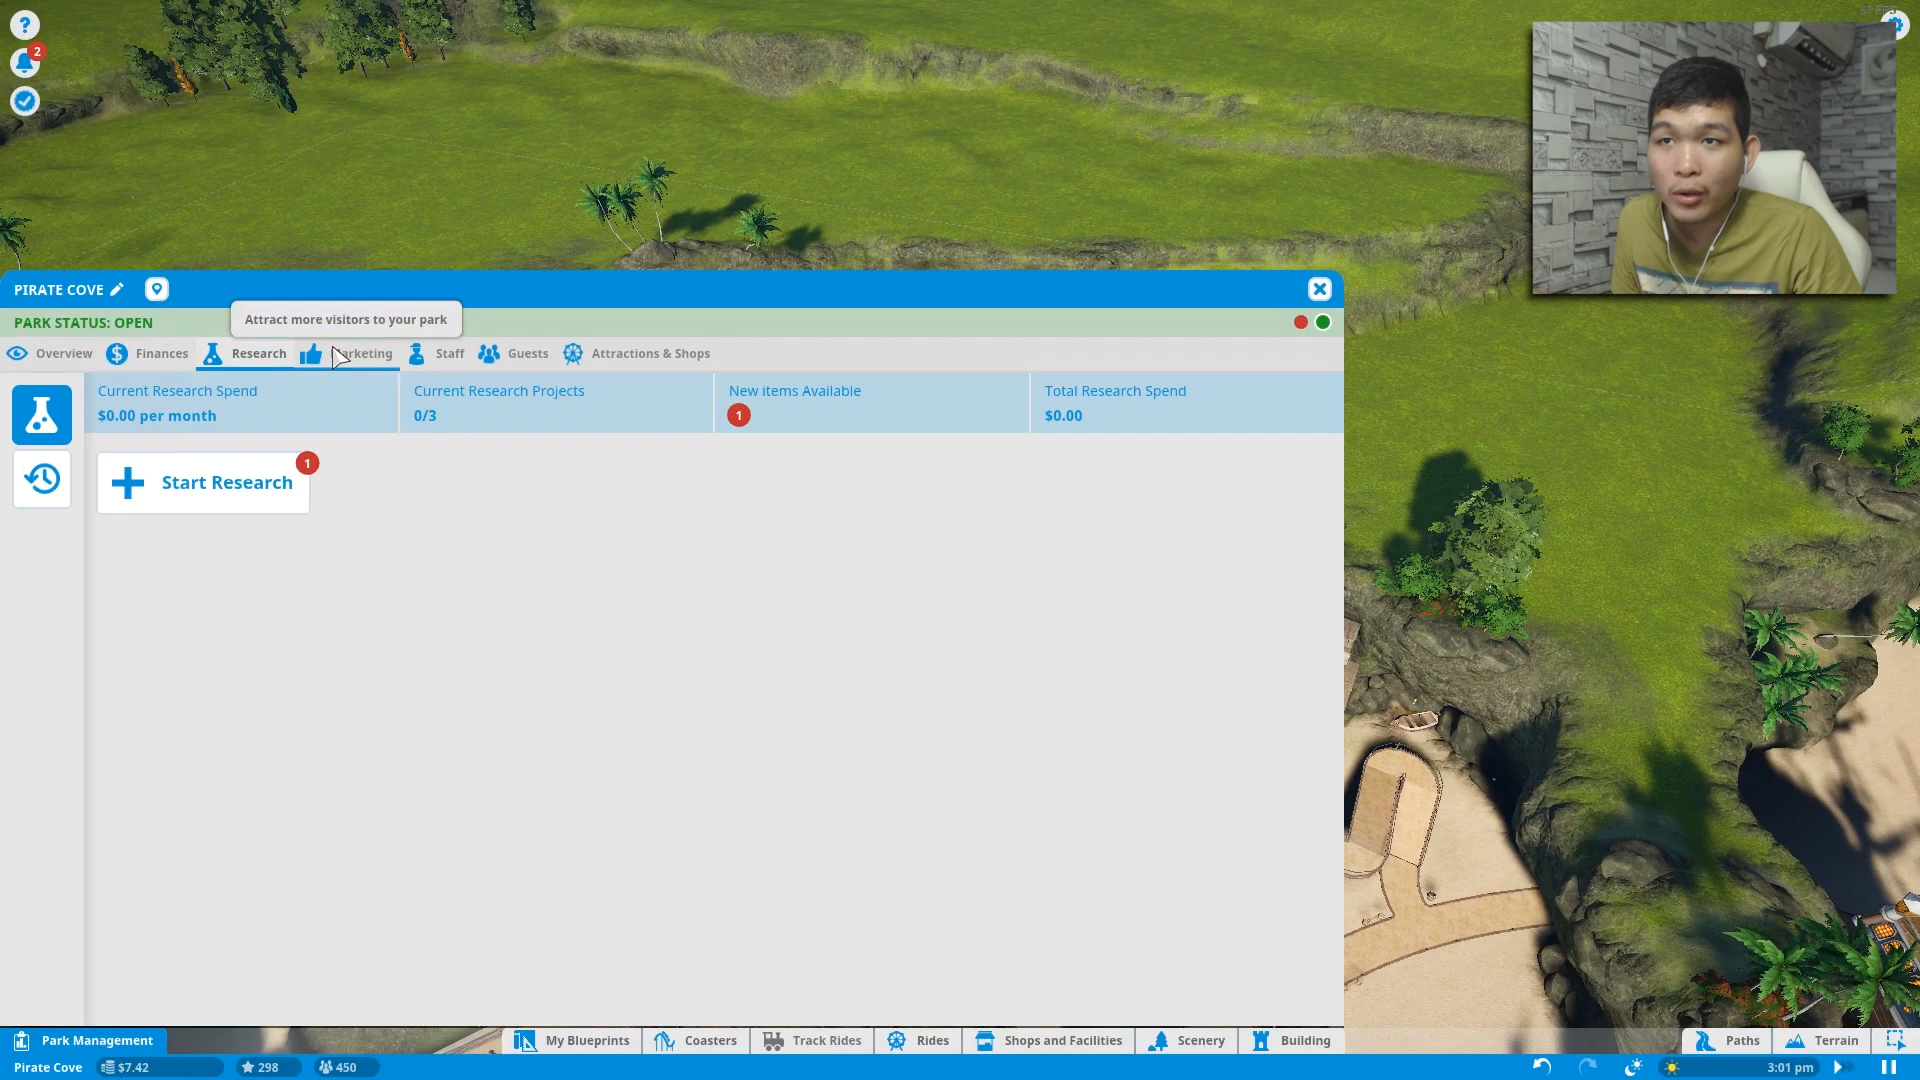 67 FPS
2
PIRATE COVE
PARK STATUS: OPEN
Attract more visitors to your park
Overview
Finances
Research
Marketing
Staff
Guests
Attractions & Shops
Current Research Spend
$0.00 per month
Current Research Projects
0/3
New items Available
1
Total Research Spend
$0.00
Start Research
1
Park Management
My Blueprints
Coasters
Track Rides
Rides
Shops and Facilities
Scenery
Building
Paths
Terrain
Pirate Cove
$7.42
298
450
3:01 pm